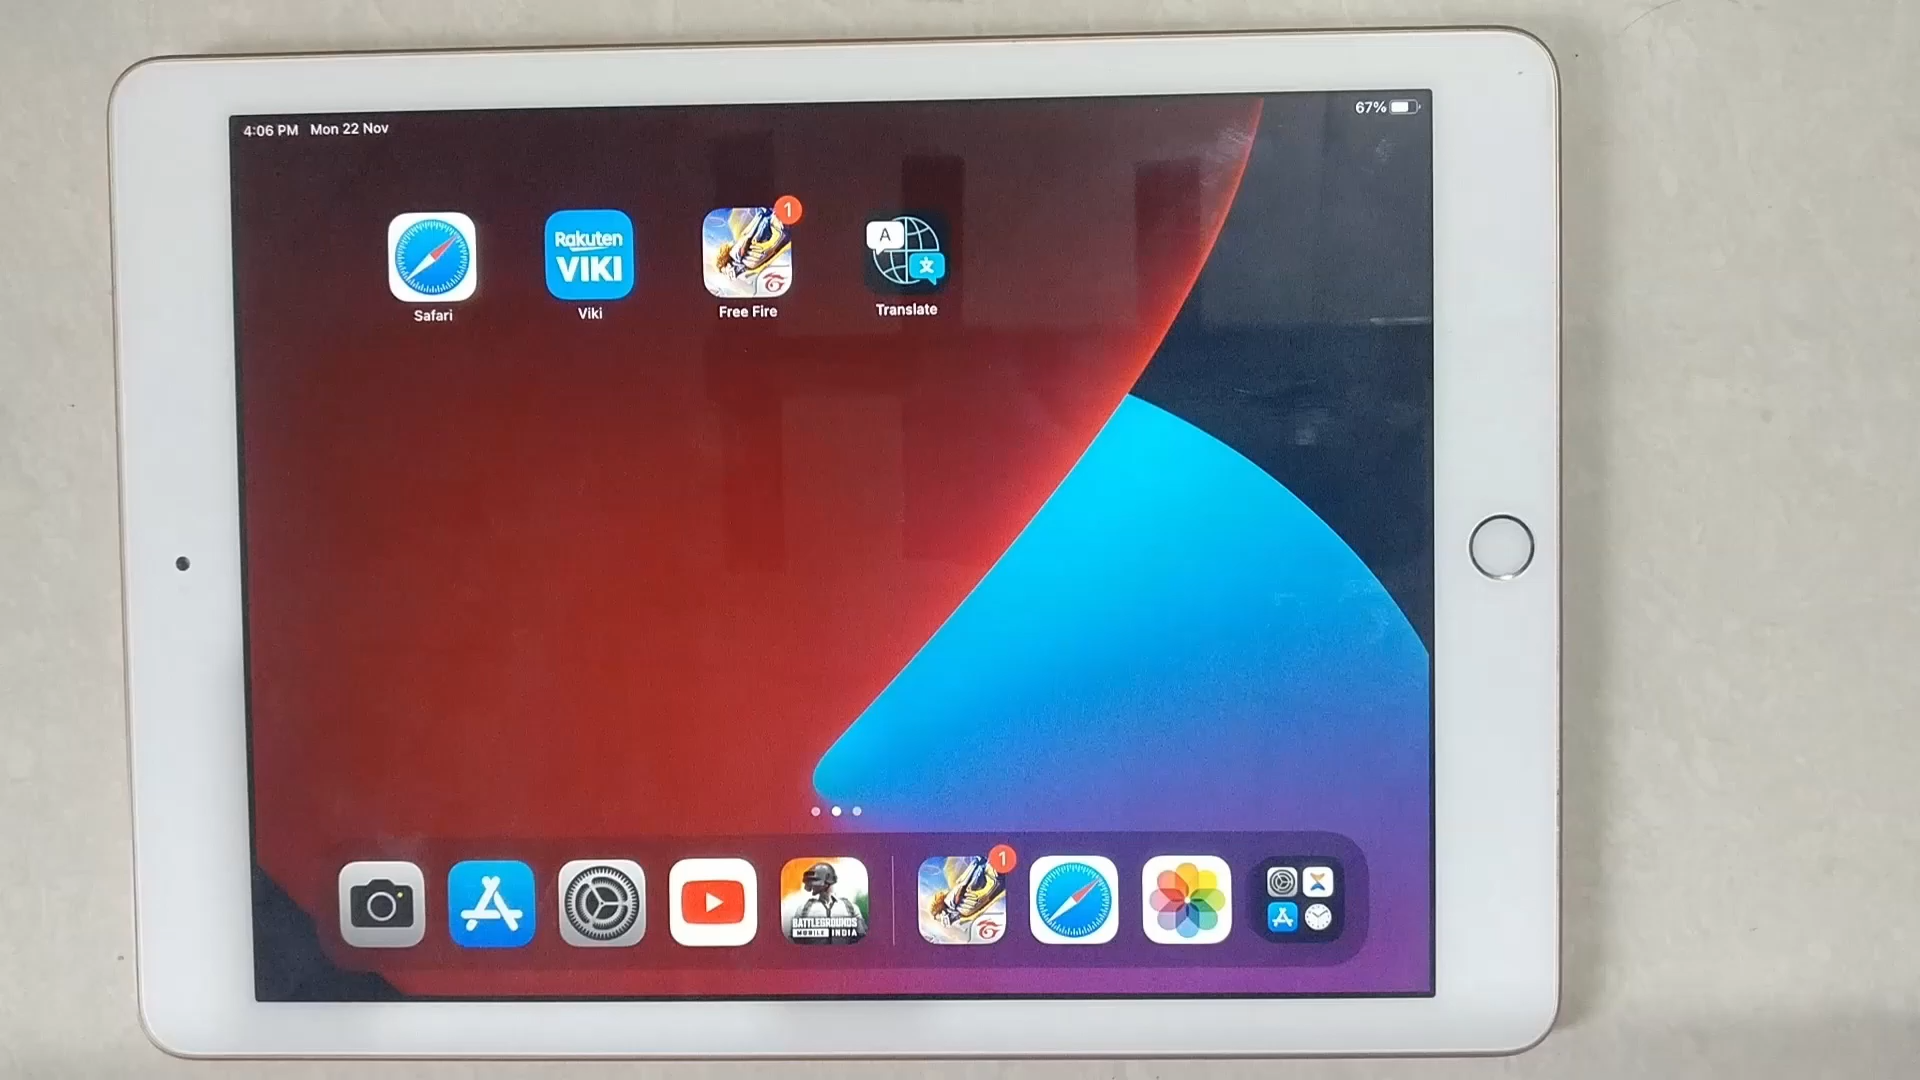 4:06 PM Mon 22 Nov
67%
Rakuten
VIKI
1
A
文
Safari
Viki
Free Fire
Translate
1
BATTLEGROUNDS
MOBILE INDIA